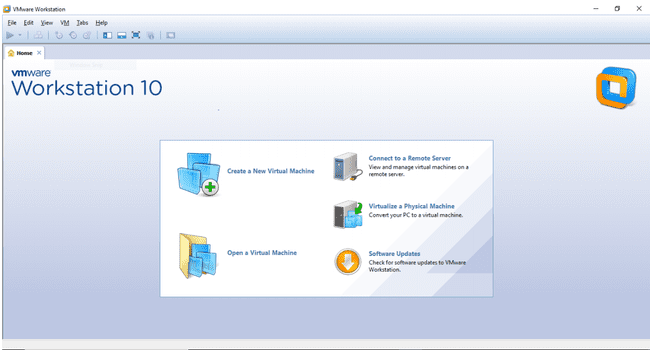 VMware Workstation
File Edit View VM Tabs Help
Home
vmware
Workstation 10
Create a New Virtual Machine
Open a Virtual Machine
Connect to a Remote Server
View and manage virtual machines on a
remote server.
Virtualize a Physical Machine
Convert your PC to a virtual machine.
Software Updates
Check for software updates to VMware
Workstation.